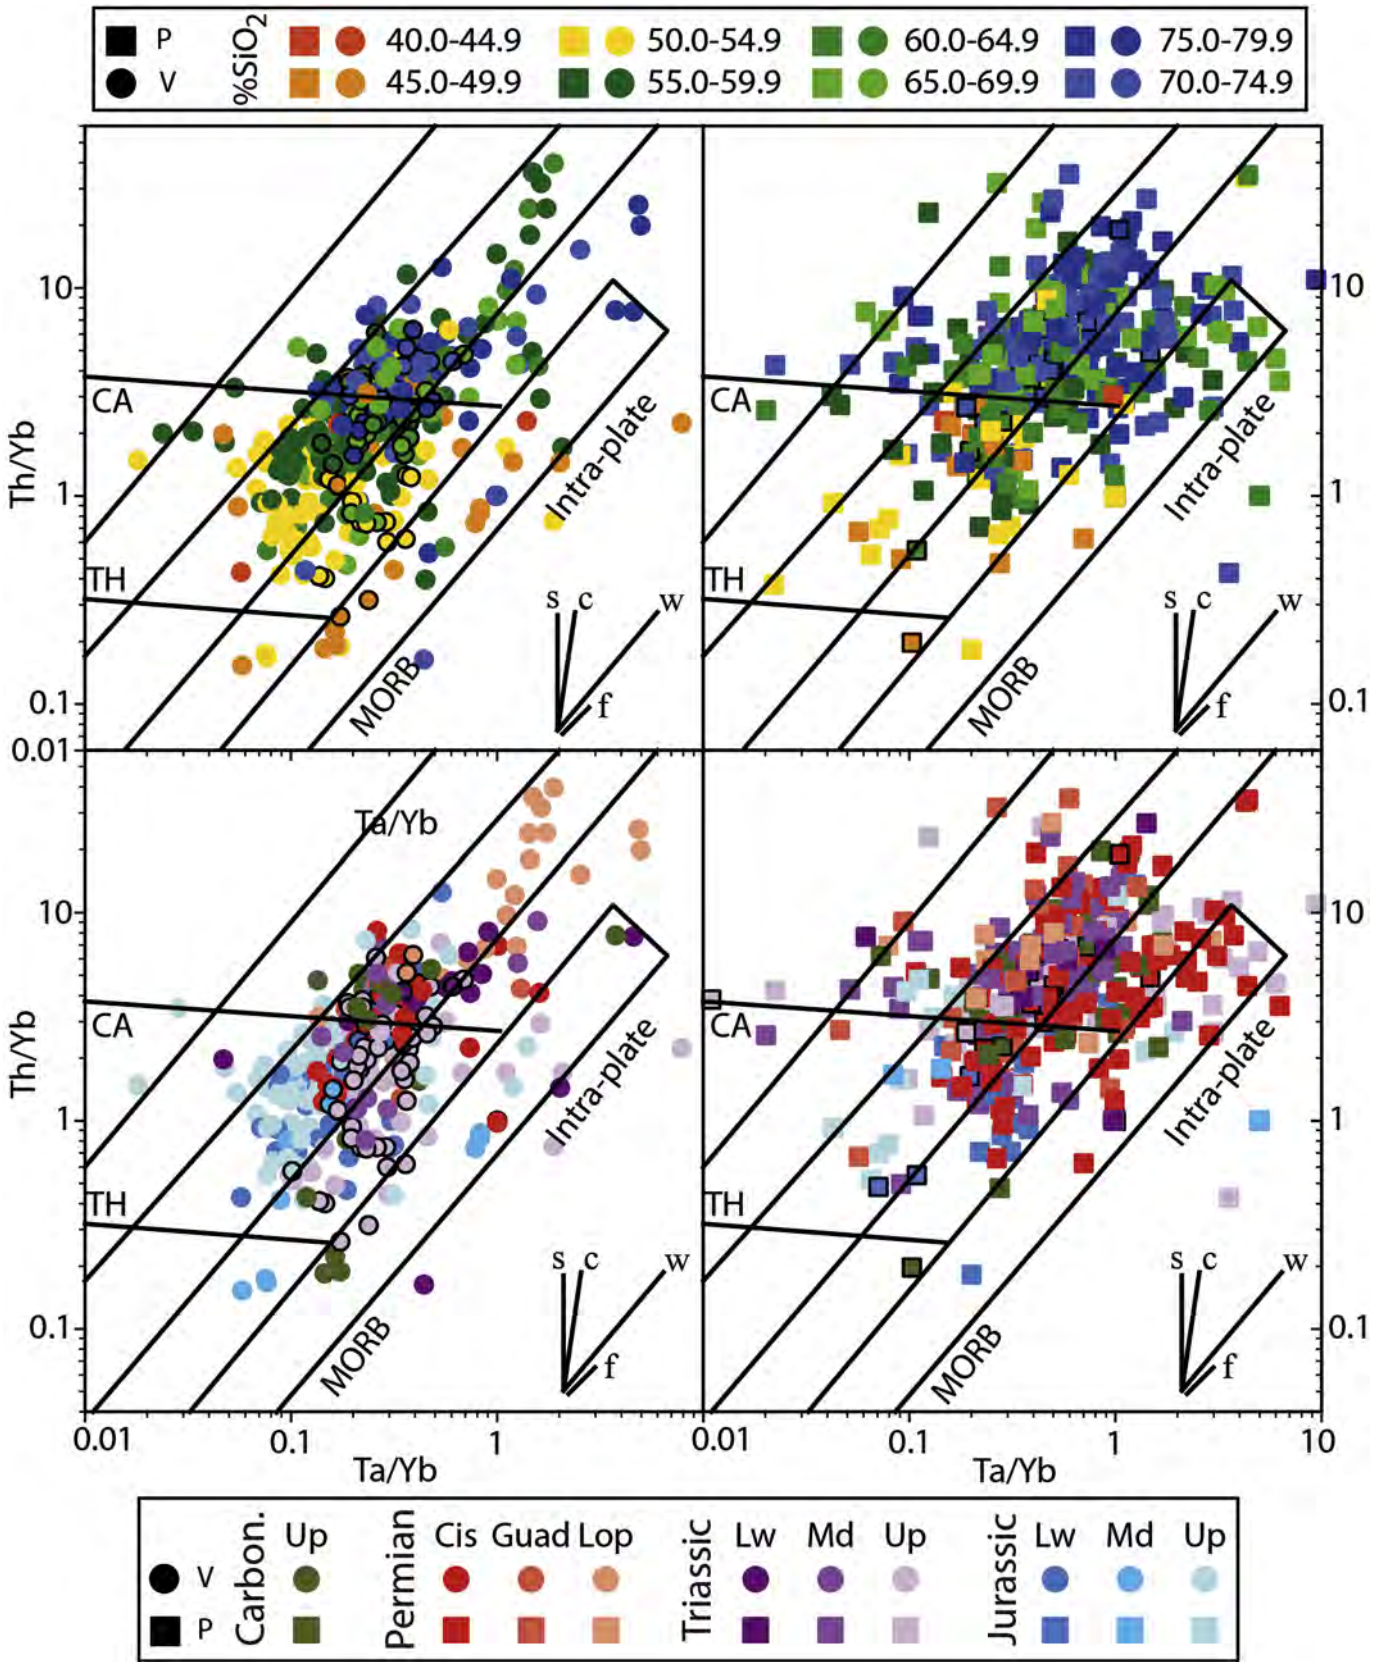 P 40.0-44.9 50.0-54.9 60.0-64.9 75.0-79.9
%SiO2
V 45.0-49.9 55.0-59.9 65.0-69.9 70.0-74.9
10 10
CA CA
Th/Yb
Intra-plate Intra-plate
1 1
TH TH
s c w s c w
f f
MORB MORB
0.1 0.1
0.01
Ta/Yb
10 10
CA CA
Th/Yb
Intra-plate Intra-plate
1 1
TH TH
s c w s c w
f f
MORB MORB
0.1 0.1
0.01 0.1 1 0.01 0.1 1 10
Ta/Yb Ta/Yb
Carbon. Permian Triassic Jurassic
Up Cis Guad Lop Lw Md Up Lw Md Up
V
P